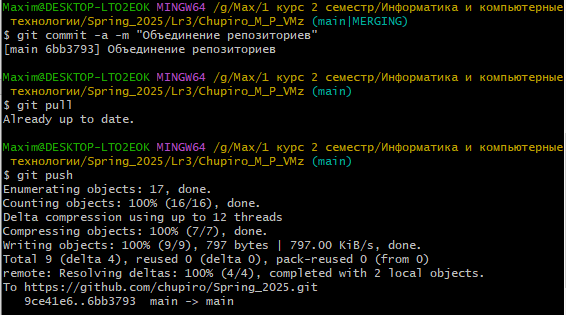 Maxim@DESKTOP-LTO2EOK MINGW64 /g/Max/1 курс 2 семестр/Информатика и компьютерные
технологии/Spring_2025/Lr3/Chupiro_M_P_VMz (main|MERGING)
$ git commit -a -m "Объединение репозиториев"
[main 6bb3793] Объединение репозиториев
Maxim@DESKTOP-LTO2EOK MINGW64 /g/Max/1 курс 2 семестр/Информатика и компьютерные
технологии/Spring_2025/Lr3/Chupiro_M_P_VMz (main)
$ git pull
Already up to date.
Maxim@DESKTOP-LTO2EOK MINGW64 /g/Max/1 курс 2 семестр/Информатика и компьютерные
технологии/Spring_2025/Lr3/Chupiro_M_P_VMz (main)
$ git push
Enumerating objects: 17, done.
Counting objects: 100% (16/16), done.
Delta compression using up to 12 threads
Compressing objects: 100% (7/7), done.
Writing objects: 100% (9/9), 797 bytes | 797.00 KiB/s, done.
Total 9 (delta 4), reused 0 (delta 0), pack-reused 0 (from 0)
remote: Resolving deltas: 100% (4/4), completed with 2 local objects.
To https://github.com/chupiro/Spring_2025.git
9ce41e6..6bb3793  main -> main